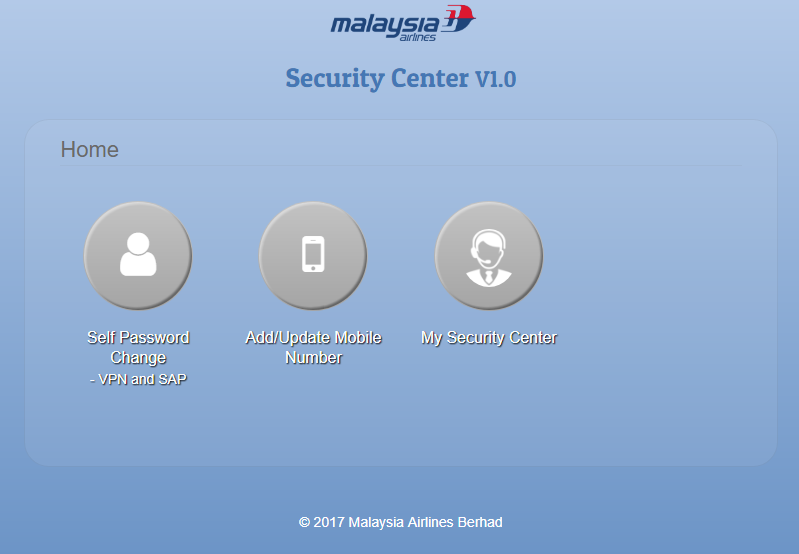 malaysia
airlines
Security Center V1.0
Home
Self Password
Change
- VPN and SAP
Add/Update Mobile
Number
My Security Center
© 2017 Malaysia Airlines Berhad